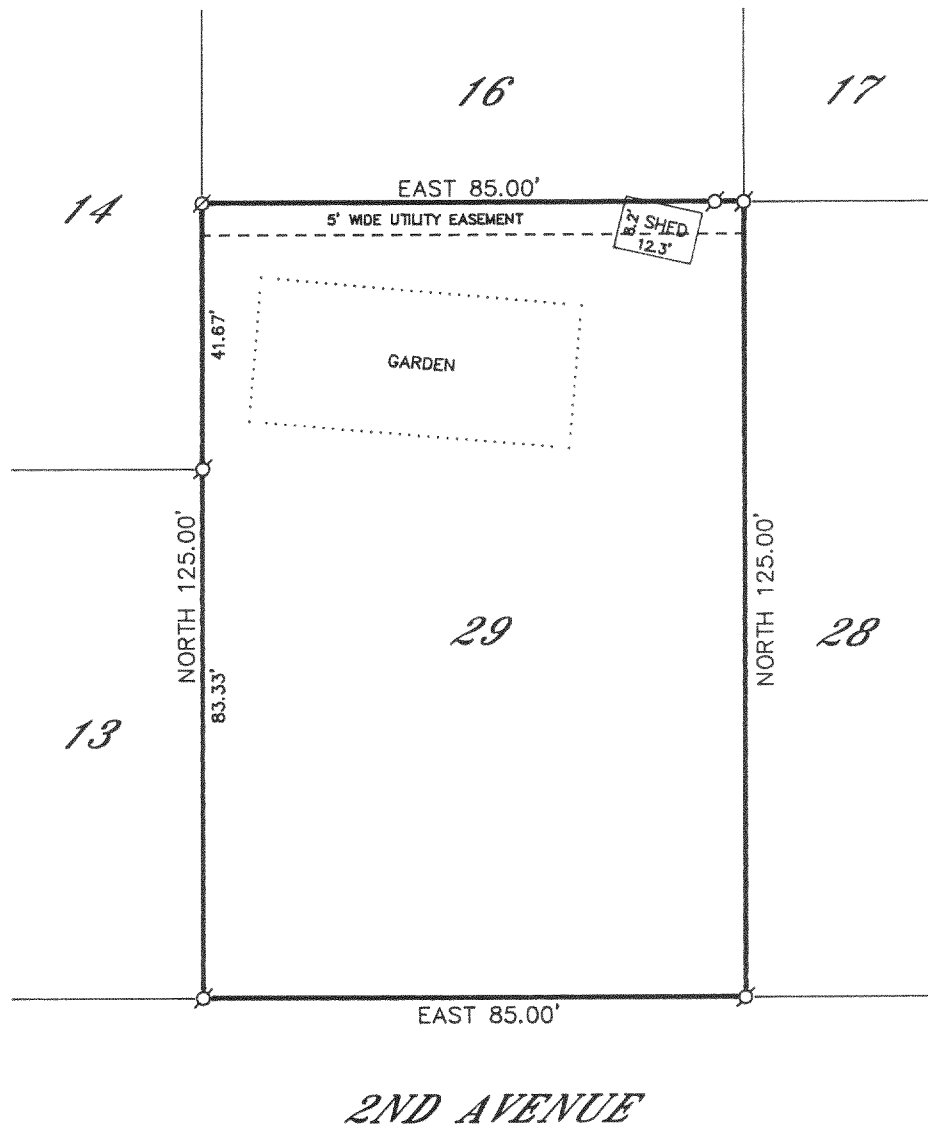 16
17
14
EAST 85.00'
5' WIDE UTILITY EASEMENT
8.2'
SHED
12.3'
41.67'
GARDEN
NORTH 125.00'
NORTH 125.00'
29
28
83.33'
13
EAST 85.00'
2ND AVENUE